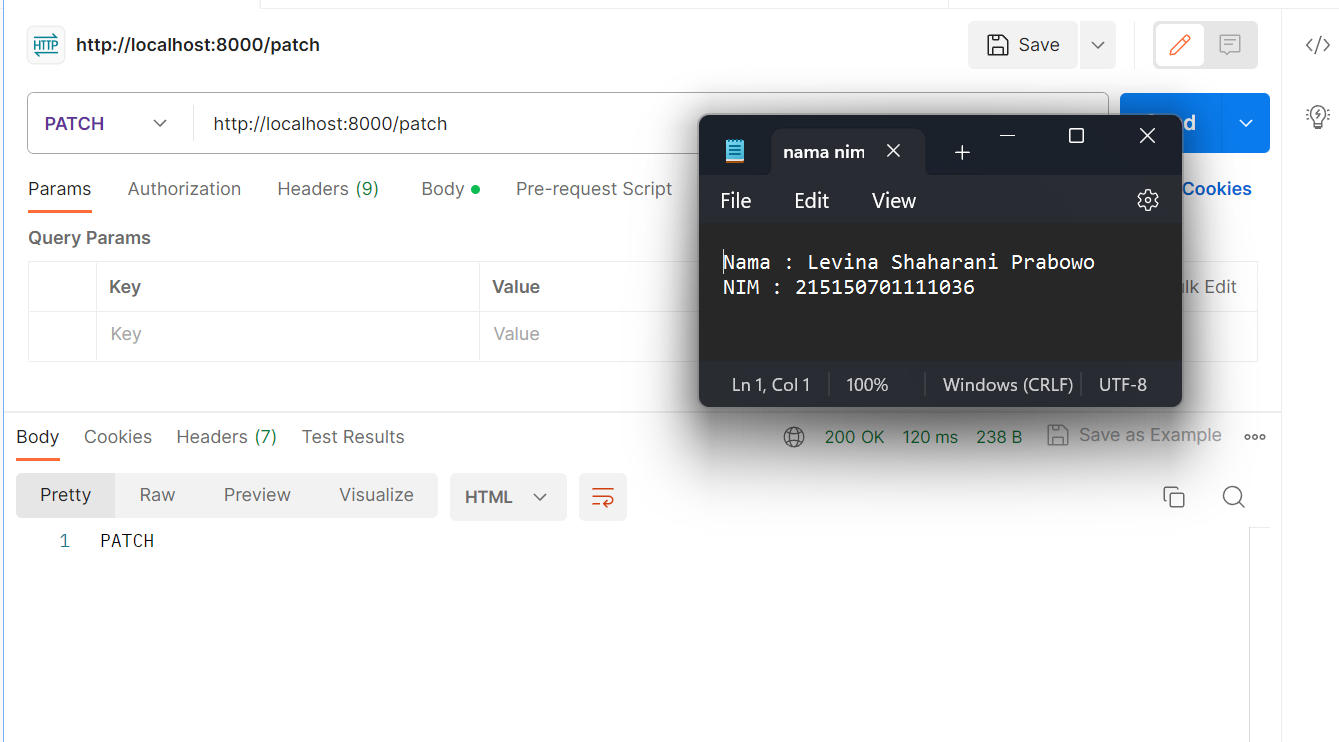 HTTP http://localhost:8000/patch
Save
PATCH
http://localhost:8000/patch
Params
Authorization
Headers (9)
Body
Pre-request Script
Cookies
Query Params
Key
Value
Bulk Edit
Key
Value
nama nim
File
Edit
View
Nama : Levina Shaharani Prabowo
NIM : 215150701111036
Ln 1, Col 1
100%
Windows (CRLF)
UTF-8
Body
Cookies
Headers (7)
Test Results
200 OK
120 ms
238 B
Save as Example
Pretty
Raw
Preview
Visualize
HTML
1
PATCH